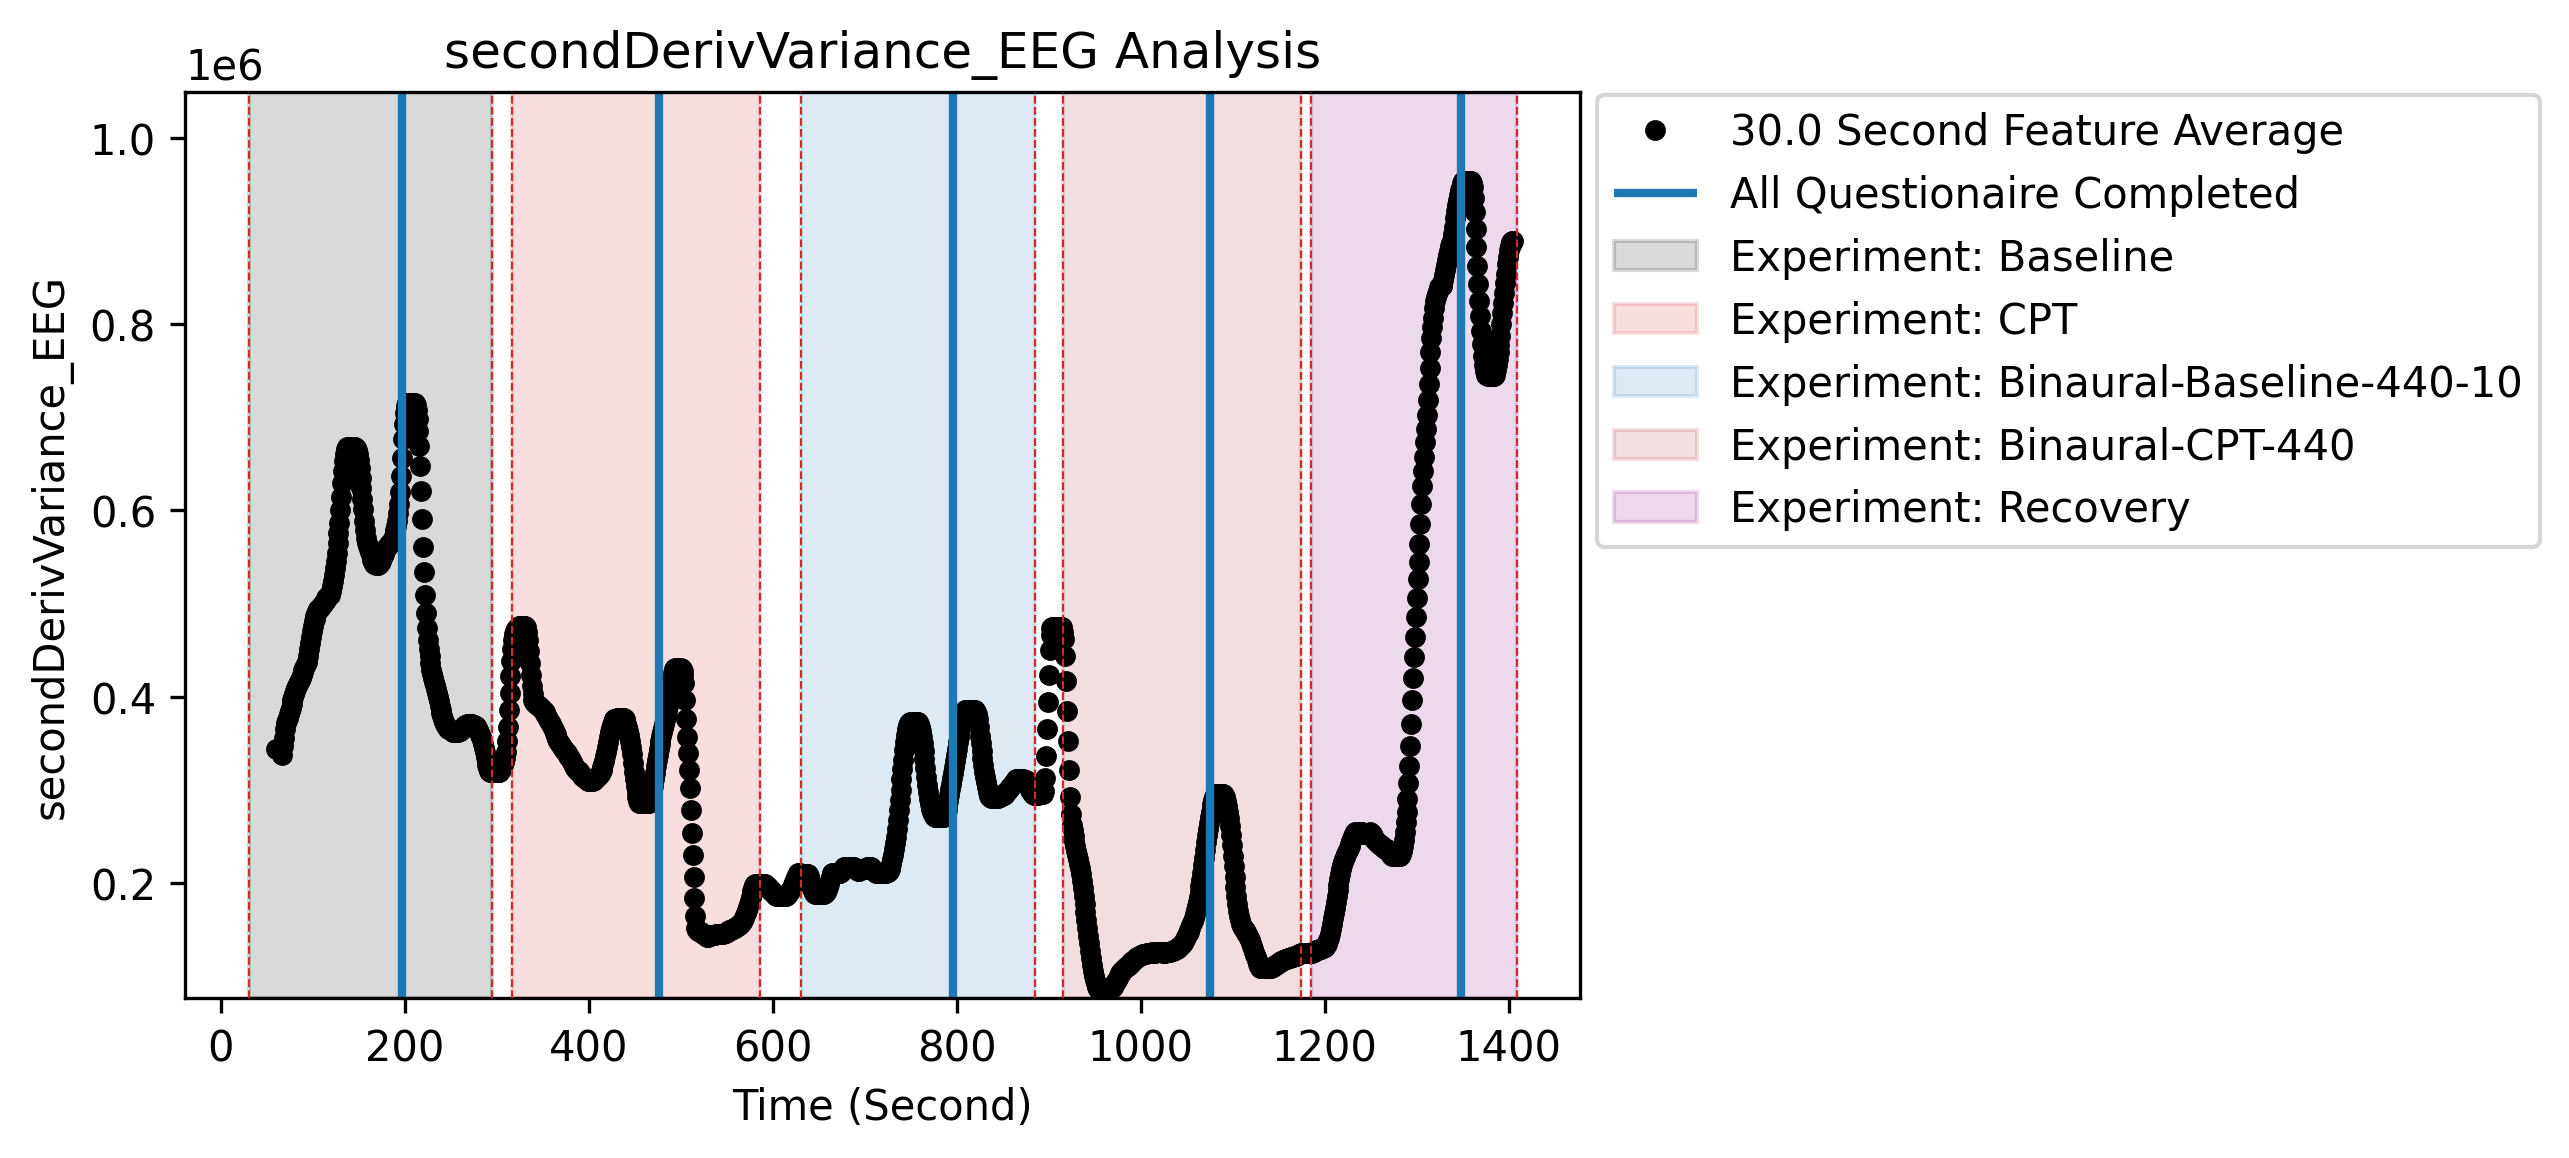 secondDerivVariance_EEG Analysis
1e6
1.0
0.8
0.6
0.4
0.2
secondDerivVariance_EEG
0 200 400 600 800 1000 1200 1400
Time (Second)
30.0 Second Feature Average
All Questionaire Completed
Experiment: Baseline
Experiment: CPT
Experiment: Binaural-Baseline-440-10
Experiment: Binaural-CPT-440
Experiment: Recovery